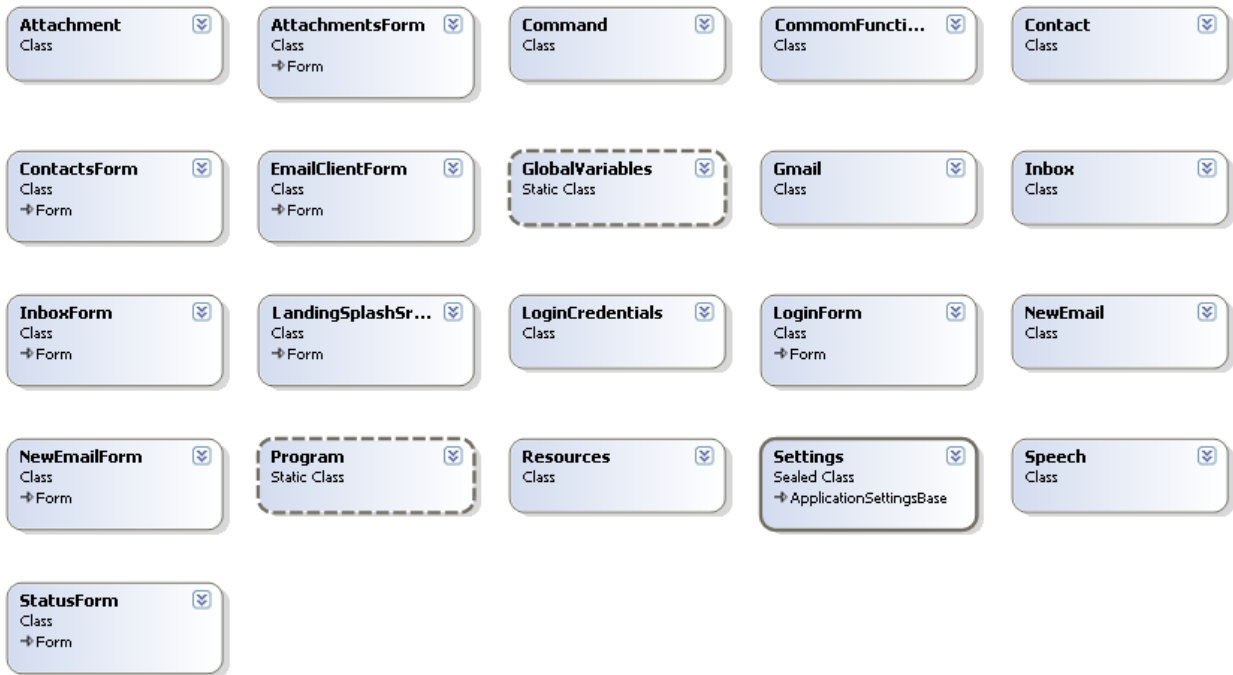 Attachment
Class
AttachmentsForm
Class
Form
Command
Class
CommomFuncti...
Class
Contact
Class
ContactsForm
Class
Form
EmailClientForm
Class
Form
GlobalVariables
Static Class
Gmail
Class
Inbox
Class
InboxForm
Class
Form
LandingSplashSr...
Class
Form
LoginCredentials
Class
LoginForm
Class
Form
NewEmail
Class
NewEmailForm
Class
Form
Program
Static Class
Resources
Class
Settings
Sealed Class
ApplicationSettingsBase
Speech
Class
StatusForm
Class
Form